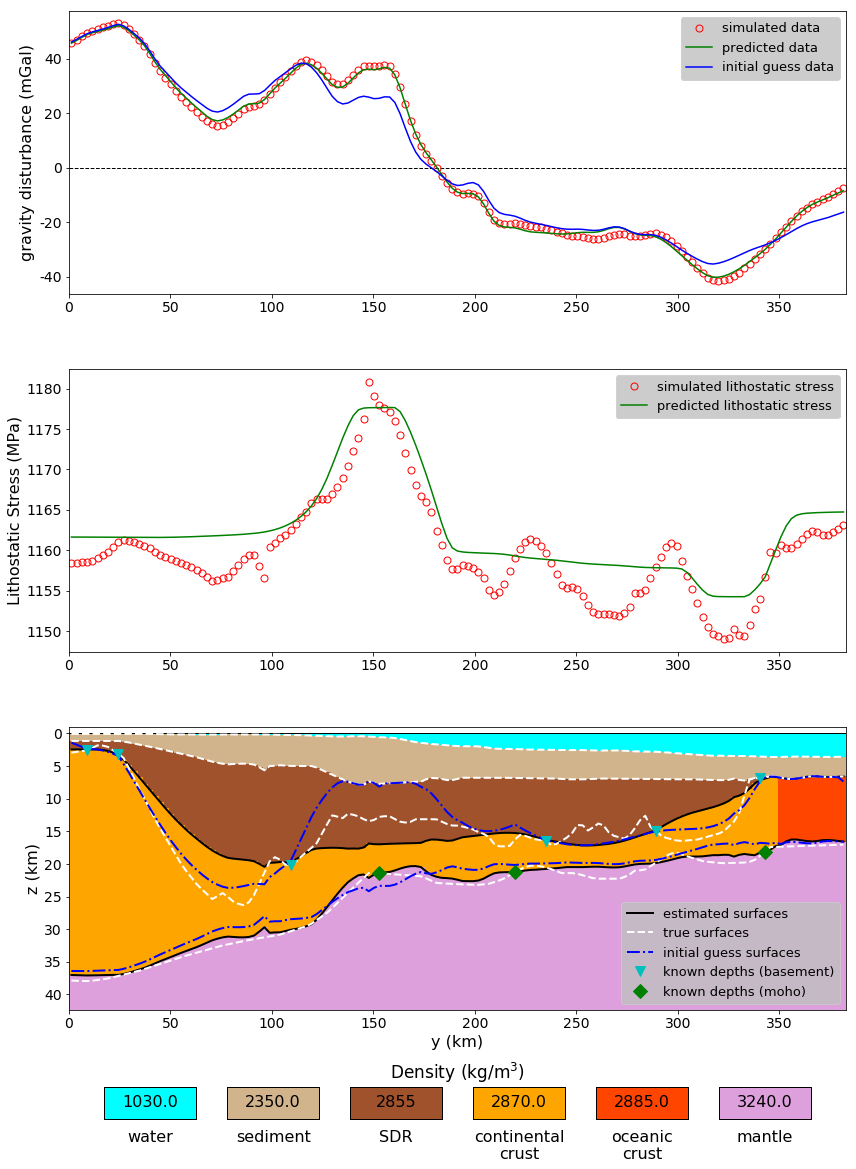 gravity disturbance (mGal)
40
20
0
-20
-40
simulated data
predicted data
initial guess data
0 50 100 150 200 250 300 350
Lithostatic Stress (MPa)
1180
1175
1170
1165
1160
1155
1150
simulated lithostatic stress
predicted lithostatic stress
0 50 100 150 200 250 300 350
z (km)
0
5
10
15
20
25
30
35
40
estimated surfaces
true surfaces
initial guess surfaces
known depths (basement)
known depths (moho)
0 50 100 150 200 250 300 350
y (km)
Density (kg/m³)
1030.0 2350.0 2855 2870.0 2885.0 3240.0
water sediment SDR continental oceanic mantle
crust crust